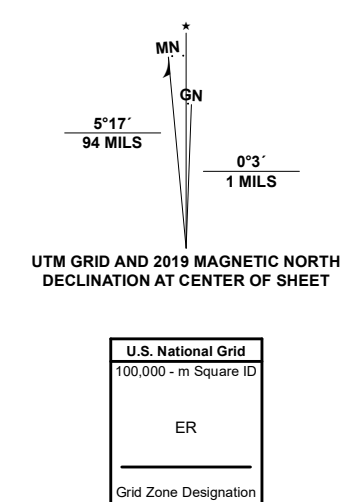 ★
MN
GN
5°17´
94 MILS
0°3´
1 MILS
UTM GRID AND 2019 MAGNETIC NORTH
DECLINATION AT CENTER OF SHEET
U.S. National Grid
100,000 - m Square ID
ER
Grid Zone Designation